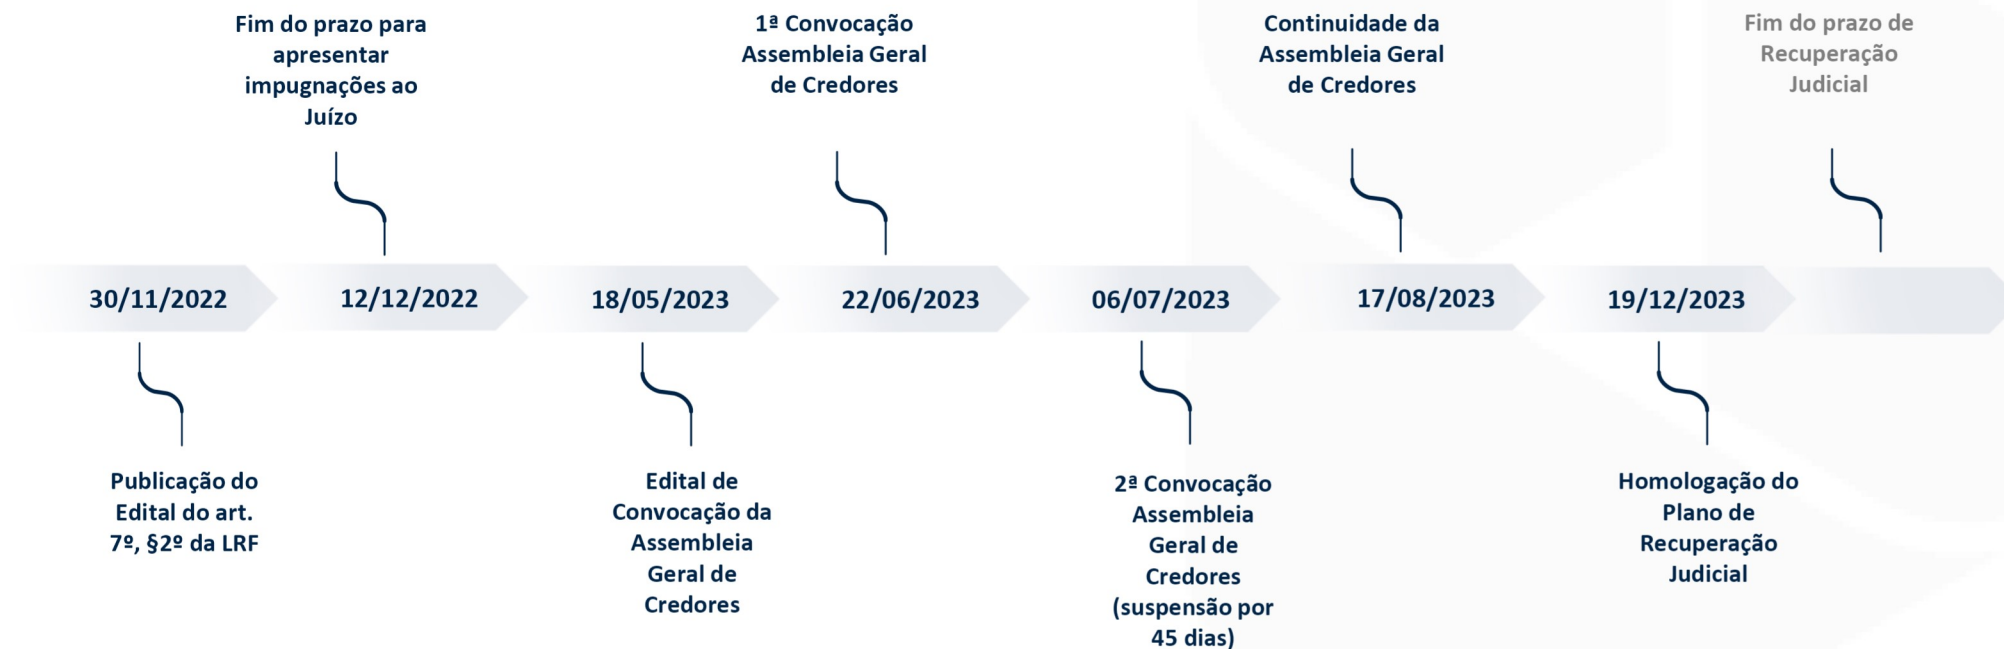 Fim do prazo para
apresentar
impugnações ao
Juízo
1ª Convocação
Assembleia Geral
de Credores
Continuidade da
Assembleia Geral
de Credores
Fim do prazo de
Recuperação
Judicial
30/11/2022
12/12/2022
18/05/2023
22/06/2023
06/07/2023
17/08/2023
19/12/2023
Publicação do
Edital do art.
7º, §2º da LRF
Edital de
Convocação da
Assembleia
Geral de
Credores
2ª Convocação
Assembleia
Geral de
Credores
(suspensão por
45 dias)
Homologação do
Plano de
Recuperação
Judicial